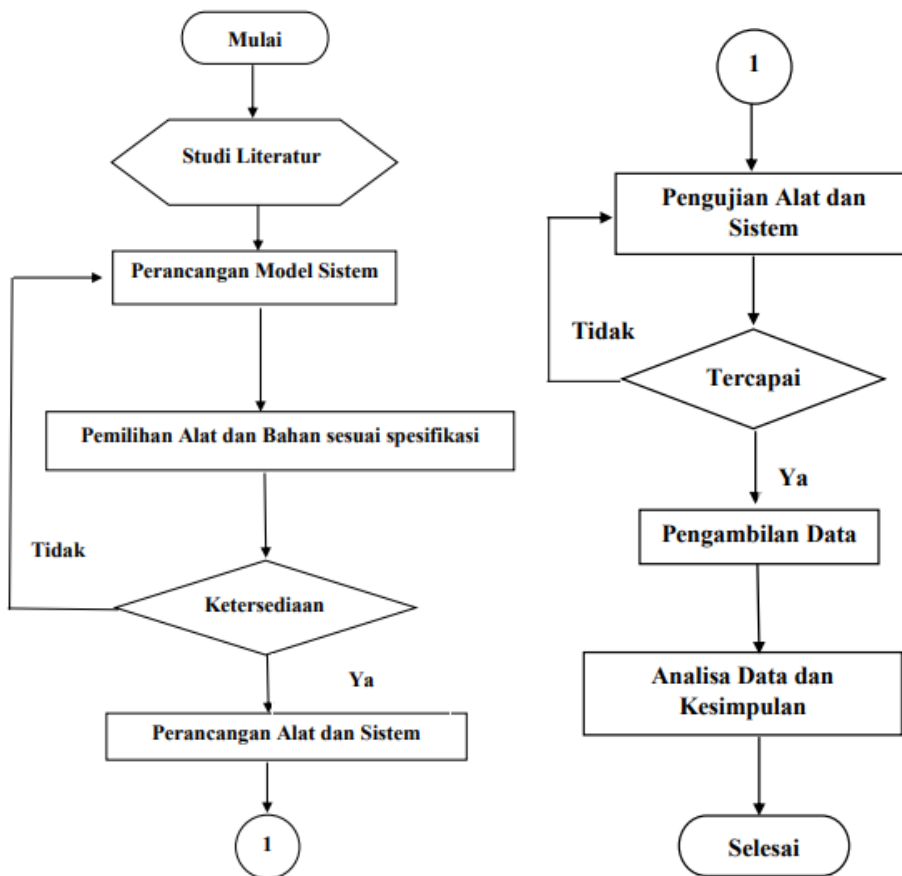 Mulai
Studi Literatur
Perancangan Model Sistem
Pemilihan Alat dan Bahan sesuai spesifikasi
Tidak
Ketersediaan
Ya
Perancangan Alat dan Sistem
1
1
Pengujian Alat dan
Sistem
Tidak
Tercapai
Ya
Pengambilan Data
Analisa Data dan
Kesimpulan
Selesai